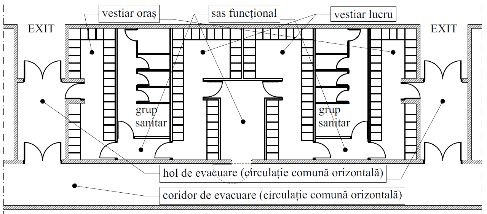 vestiar oraș
sas funcțional
vestiar lucru
EXIT
EXIT
grup
sanitar
grup
sanitar
hol de evacuare (circulație comună orizontală)
coridor de evacuare (circulație comună orizontală)